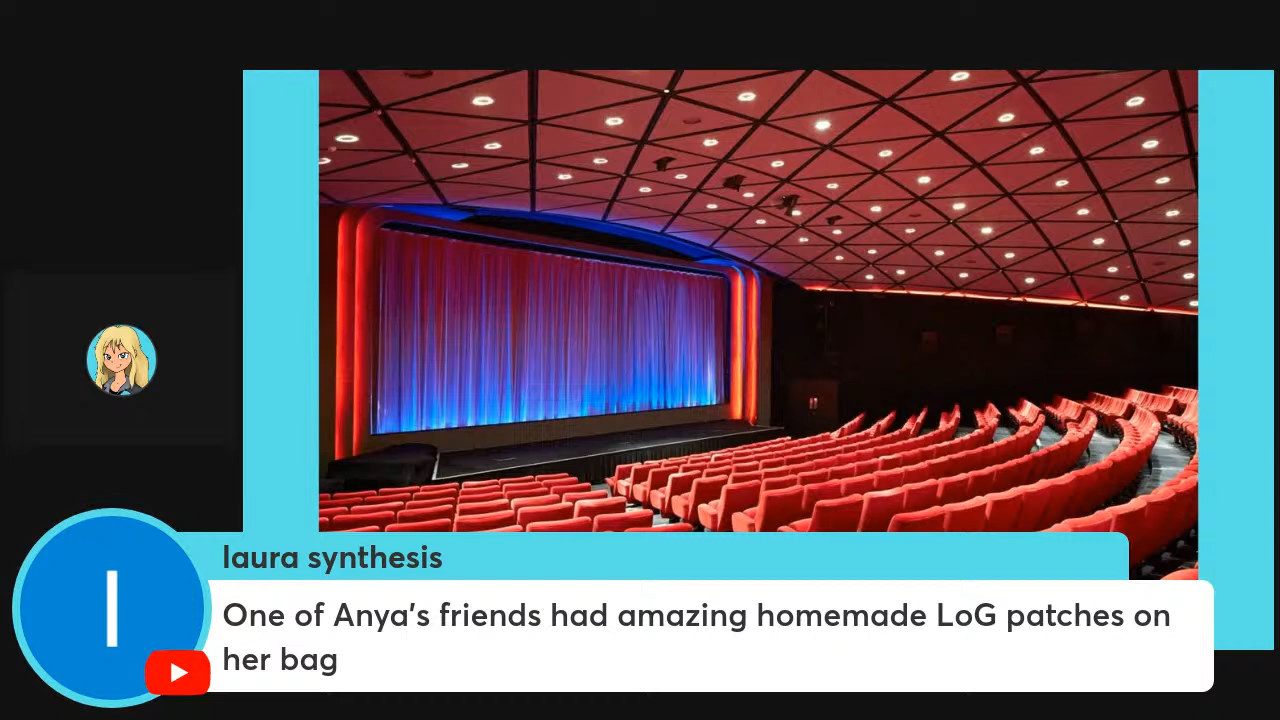 laura synthesis
One of Anya's friends had amazing homemade LoG patches on
her bag
l